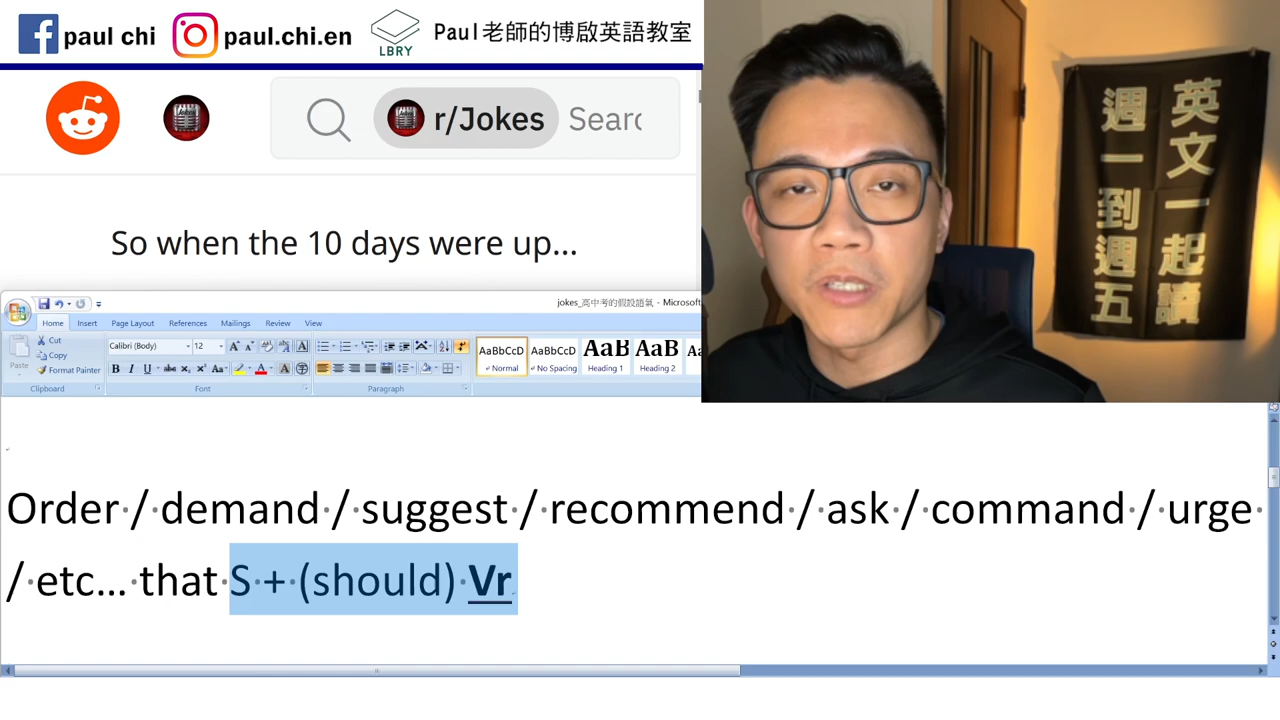 paul chi
paul.chi.en
LBRY
Paul老師的博啟英語教室
r/Jokes
Searc
So when the 10 days were up...
jokes_高中考的假設語氣 - Microsoft
Home Insert Page Layout References Mailings Review View
Paste
Cut
Copy
Format Painter
Clipboard
Calibri (Body) 12
Font
Paragraph
AaBbCcD AaBbCcD AaBb AaB
Normal No Spacing Heading 1 Heading 2
Order / demand / suggest / recommend / ask / command / urge
/ etc... that S + (should) Vr
英文一起讀
週一到週五